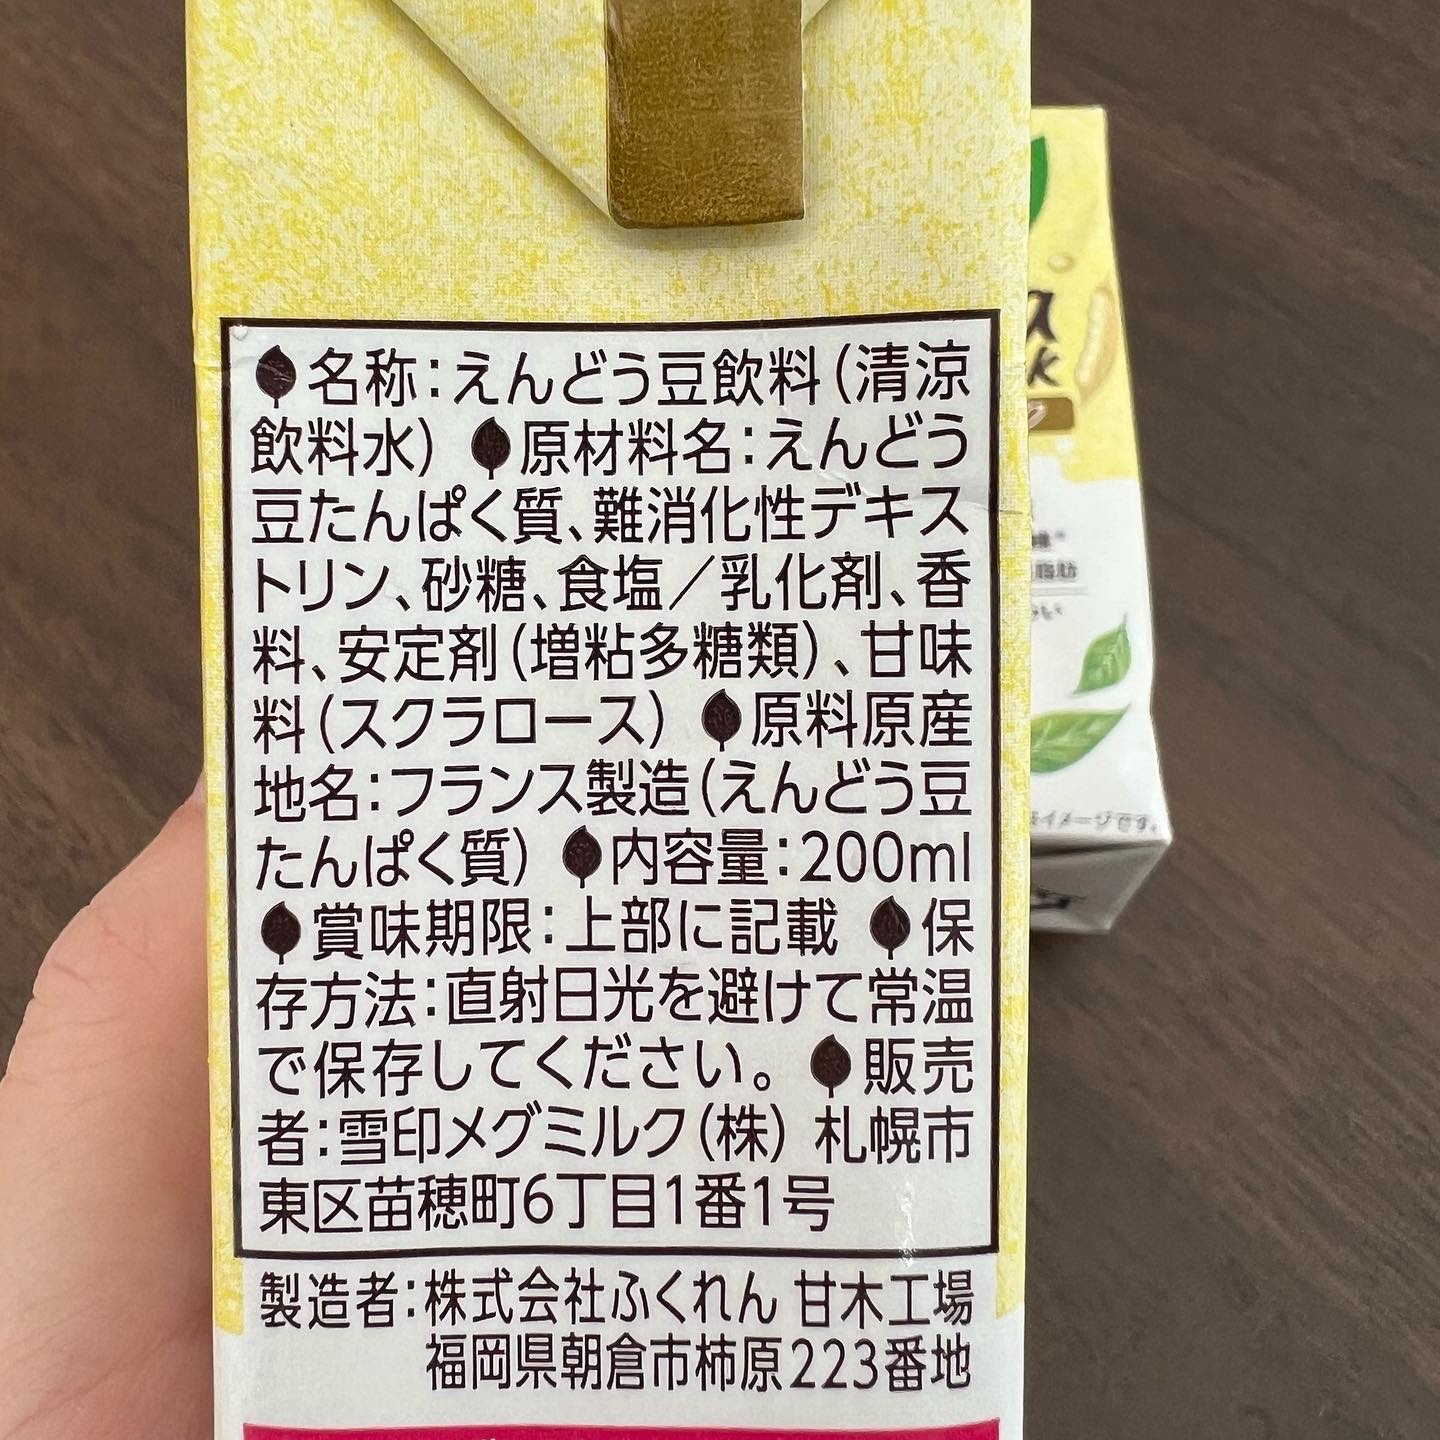 名称：えんどう豆飲料（清涼
飲料水） 原材料名：えんどう
豆たんぱく質、難消化性デキス
トリン、砂糖、食塩／乳化剤、香
料、安定剤（増粘多糖類）、甘味
料（スクラロース） 原料原産
地名：フランス製造（えんどう豆
たんぱく質） 内容量：200ml
賞味期限：上部に記載 保
存方法：直射日光を避けて常温
で保存してください。 販売
者：雪印メグミルク（株） 札幌市
東区苗穂町6丁目1番1号
製造者：株式会社ふくれん 甘木工場
福岡県朝倉市柿原223番地
ス
k
脂肪
イメージです。